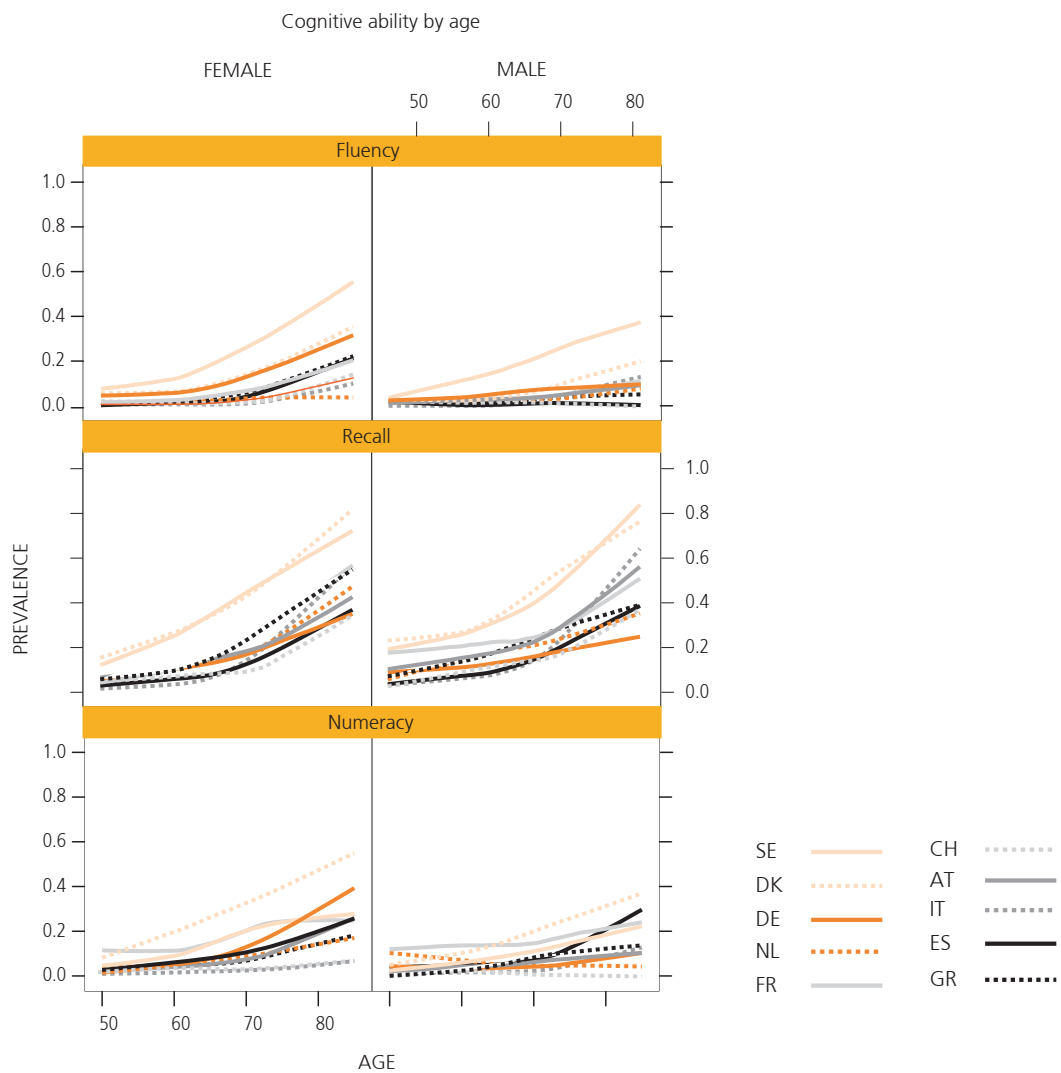 Cognitive ability by age
FEMALE
MALE
50 60 70 80
Fluency
1.0
0.8
0.6
0.4
0.2
0.0
Recall
1.0
0.8
0.6
0.4
0.2
0.0
PREVALENCE
Numeracy
1.0
0.8
0.6
0.4
0.2
0.0
50 60 70 80
AGE
SE
DK
DE
NL
FR
CH
AT
IT
ES
GR